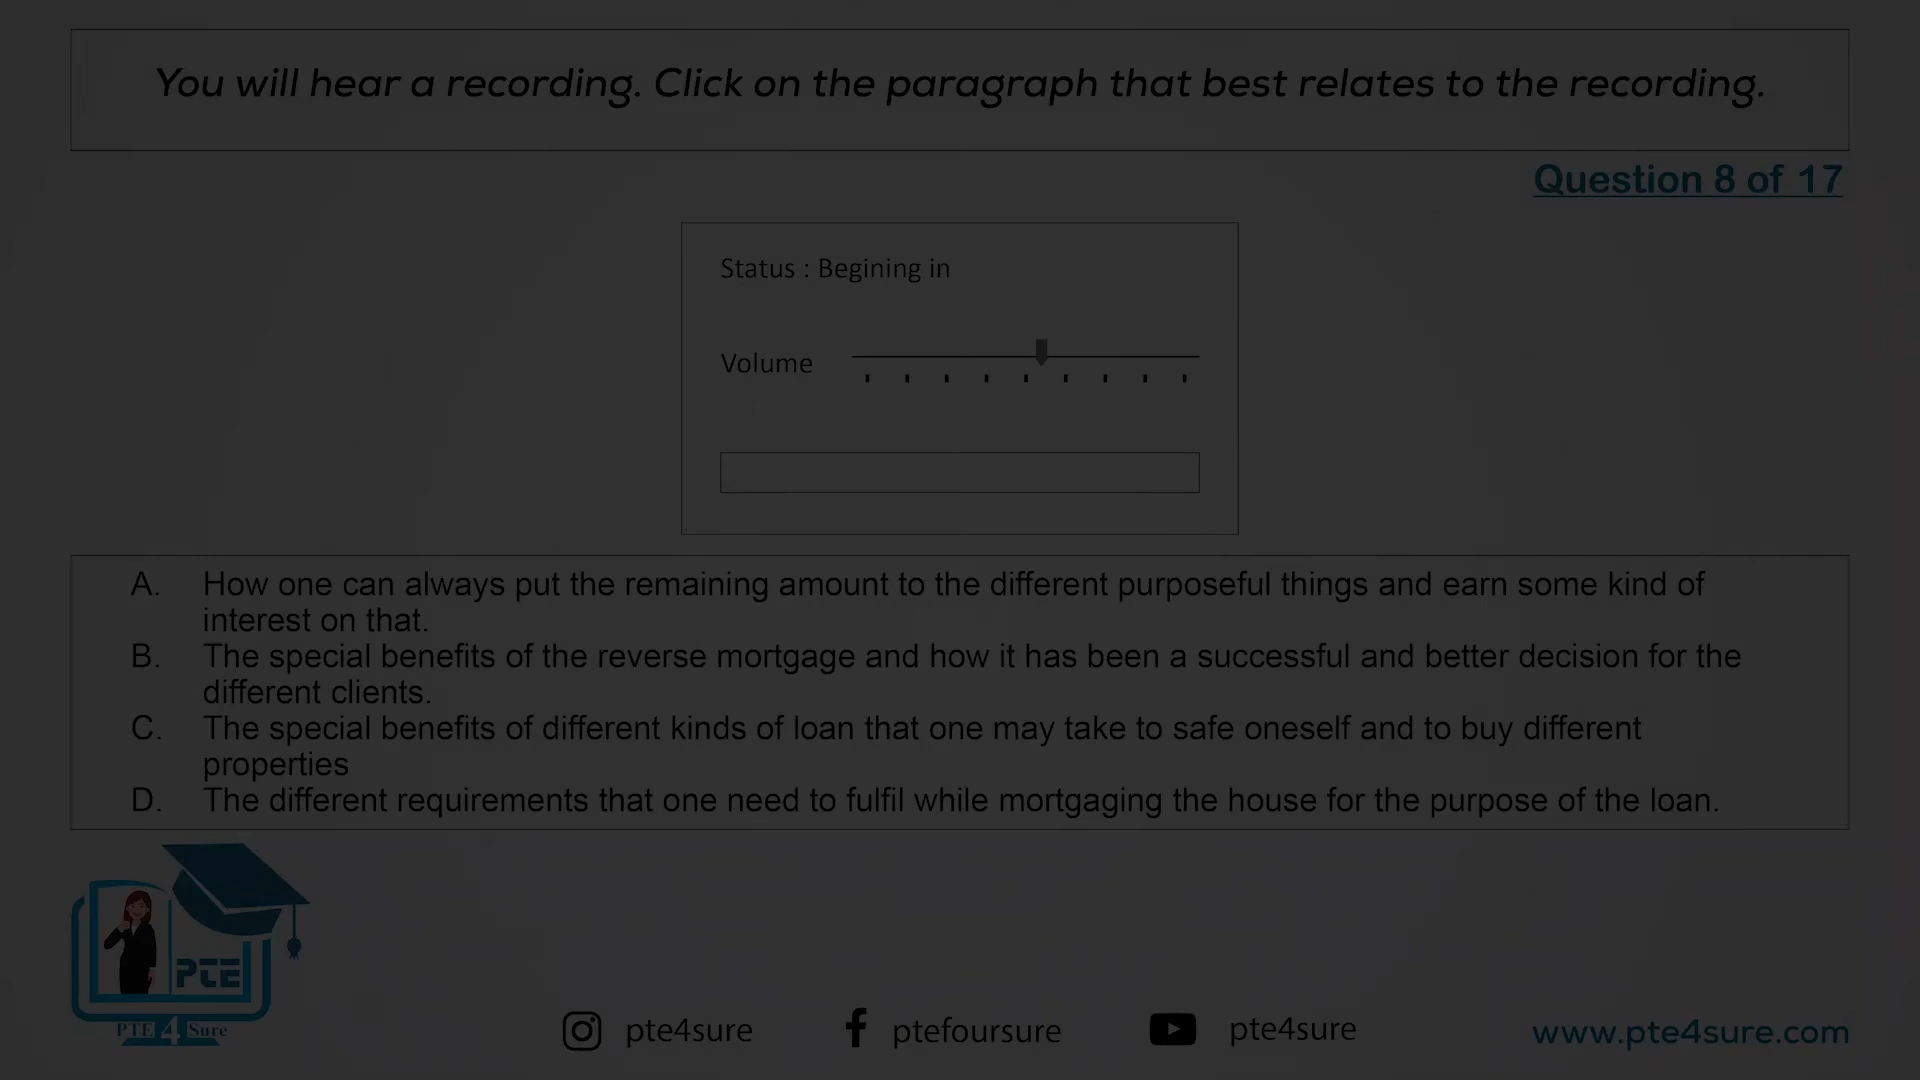 You will hear a recording. Click on the paragraph that best relates to the recording.
Question 8 of 17
Status : Begining in
Volume
A. How one can always put the remaining amount to the different purposeful things and earn some kind of
interest on that.
B. The special benefits of the reverse mortgage and how it has been a successful and better decision for the
different clients.
C. The special benefits of different kinds of loan that one may take to safe oneself and to buy different
properties
D. The different requirements that one need to fulfil while mortgaging the house for the purpose of the loan.
PTE
PTE 4 Sure
pte4sure
ptefoursure
pte4sure
www.pte4sure.com